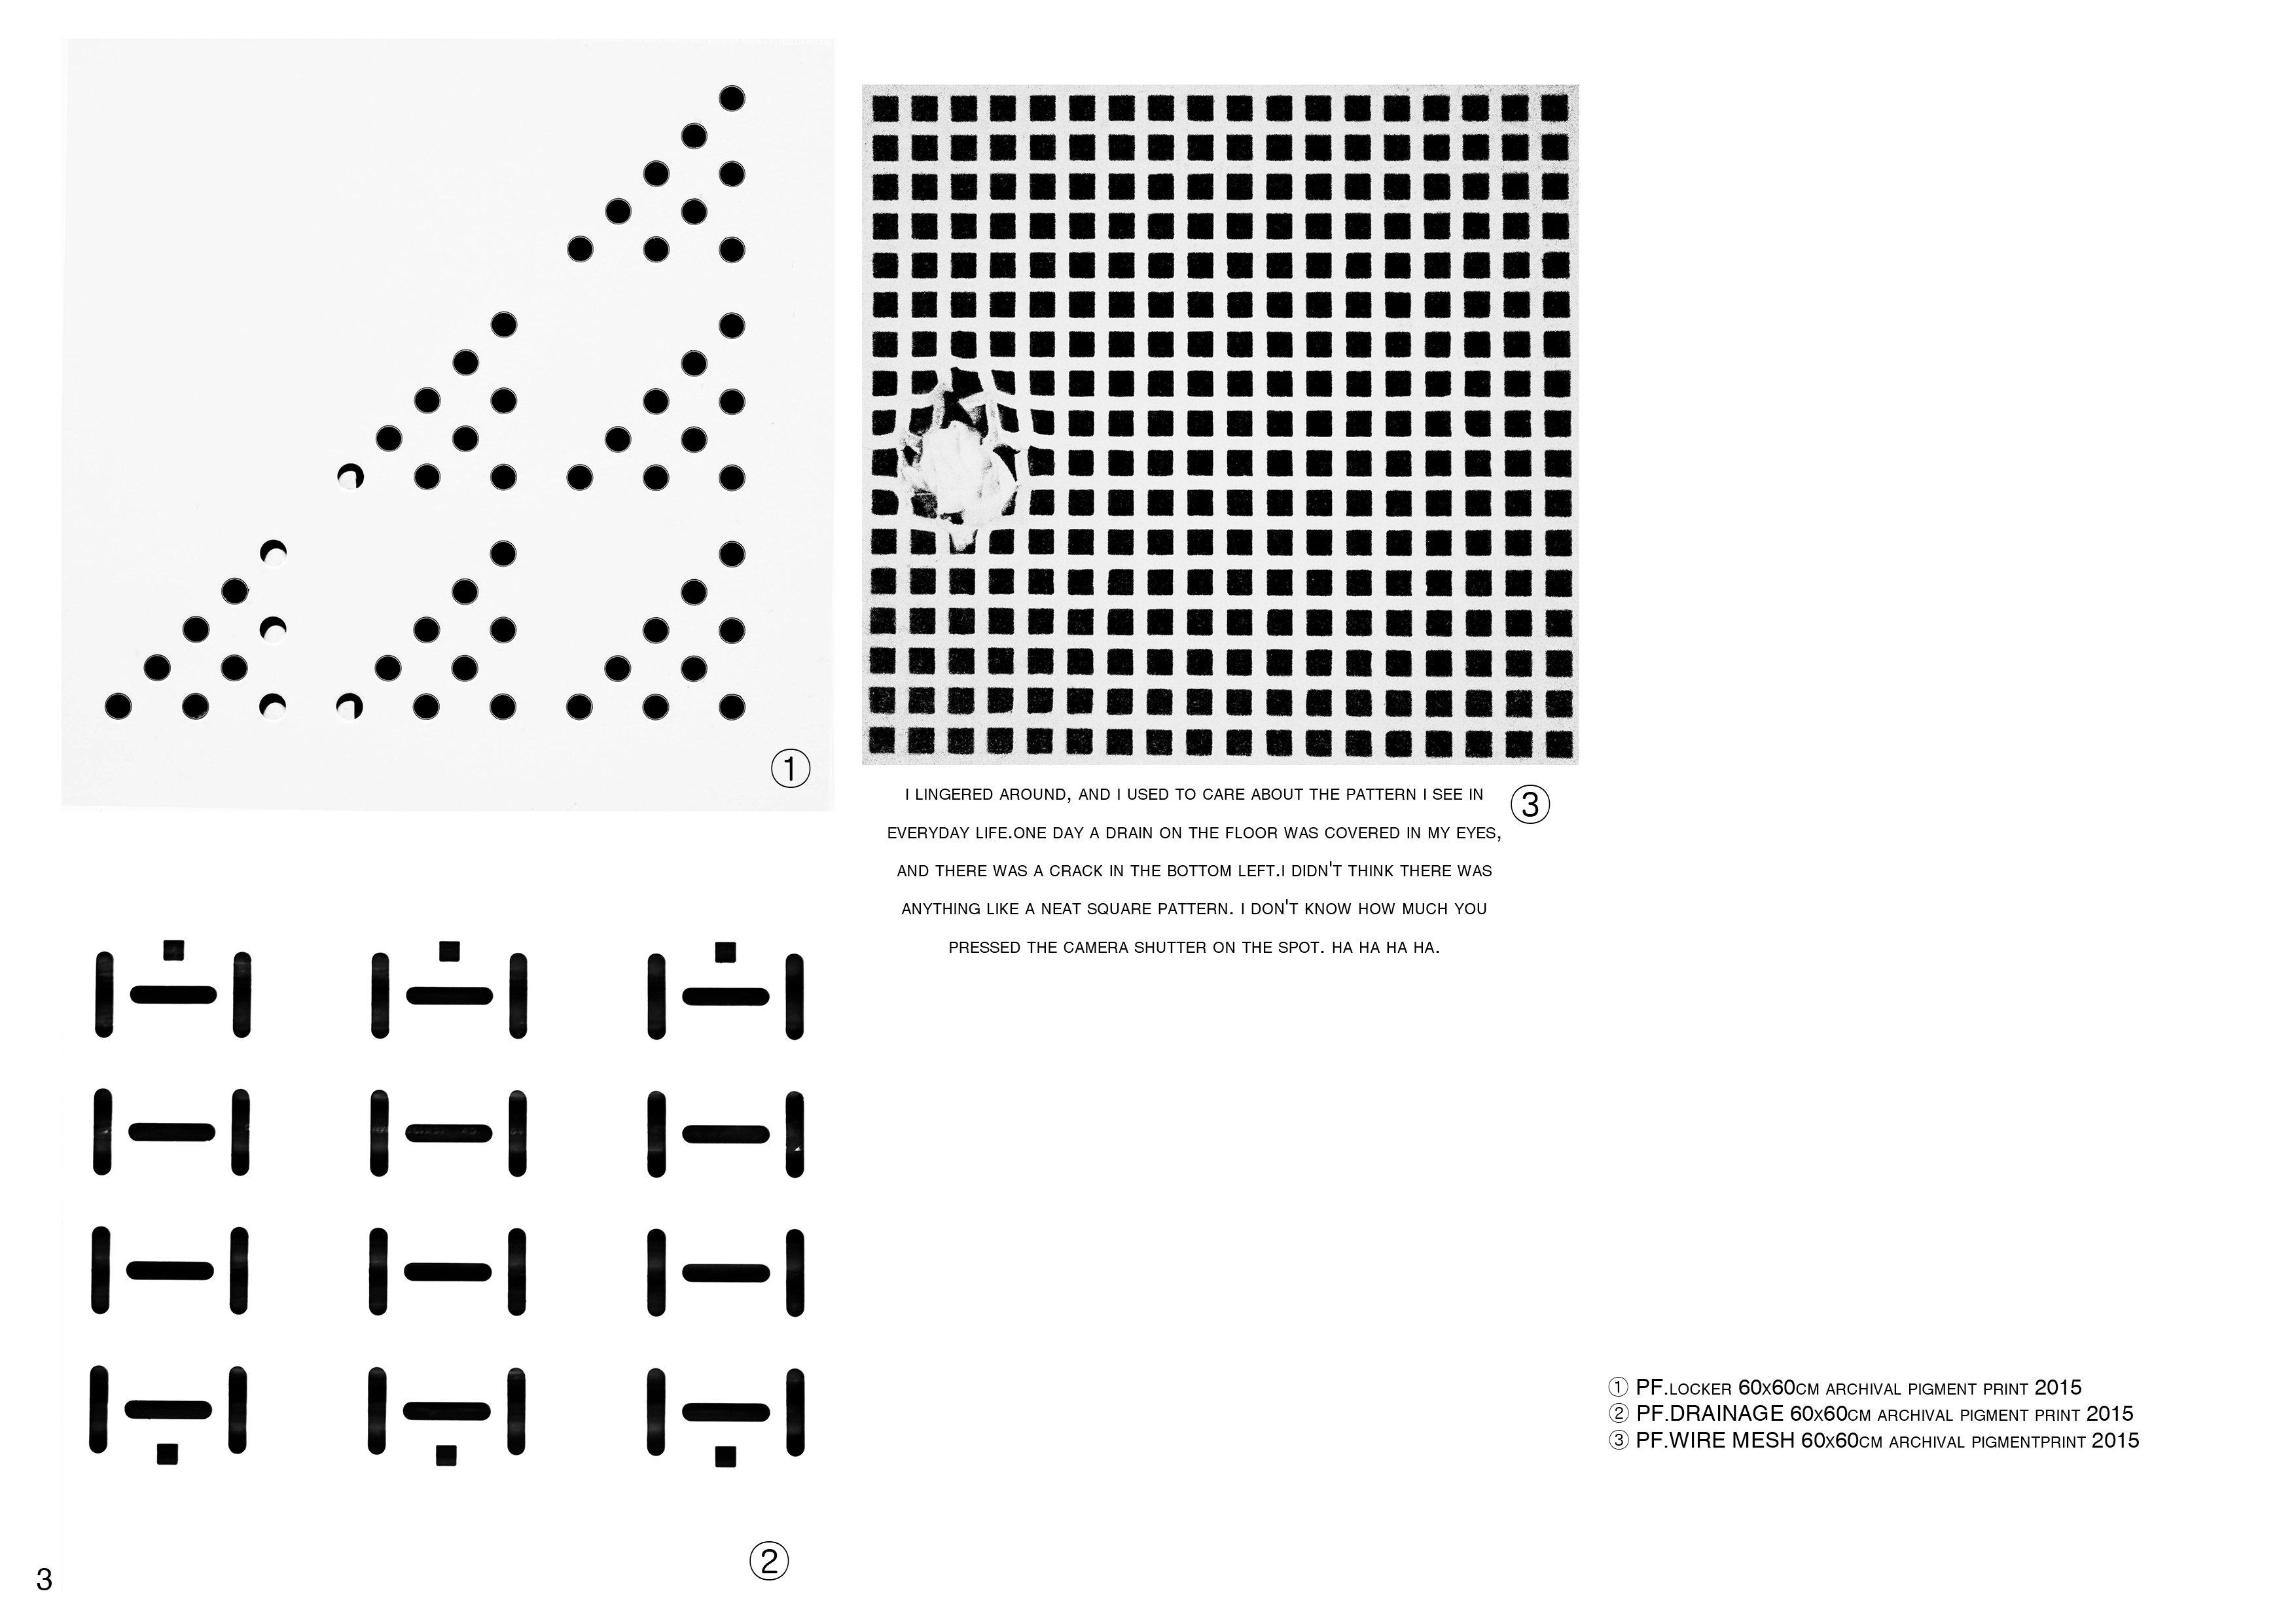 ①
I LINGERED AROUND, AND I USED TO CARE ABOUT THE PATTERN I SEE IN
EVERYDAY LIFE.ONE DAY A DRAIN ON THE FLOOR WAS COVERED IN MY EYES,
AND THERE WAS A CRACK IN THE BOTTOM LEFT.I DIDN'T THINK THERE WAS
ANYTHING LIKE A NEAT SQUARE PATTERN. I DON'T KNOW HOW MUCH YOU
PRESSED THE CAMERA SHUTTER ON THE SPOT. HA HA HA HA.
③
②
① PF.LOCKER 60X60CM ARCHIVAL PIGMENT PRINT 2015
② PF.DRAINAGE 60X60CM ARCHIVAL PIGMENT PRINT 2015
③ PF.WIRE MESH 60X60CM ARCHIVAL PIGMENTPRINT 2015
3